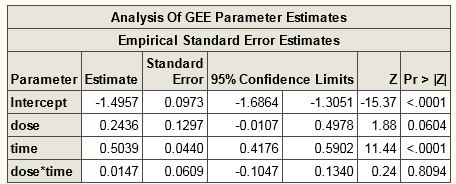 Analysis Of GEE Parameter Estimates
Empirical Standard Error Estimates
Parameter Estimate Standard Error 95% Confidence Limits Z Pr > |Z|
Intercept -1.4957 0.0973 -1.6864 -1.3051 -15.37 <.0001
dose 0.2436 0.1297 -0.0107 0.4978 1.88 0.0604
time 0.5039 0.0440 0.4176 0.5902 11.44 <.0001
dose*time 0.0147 0.0609 -0.1047 0.1340 0.24 0.8094